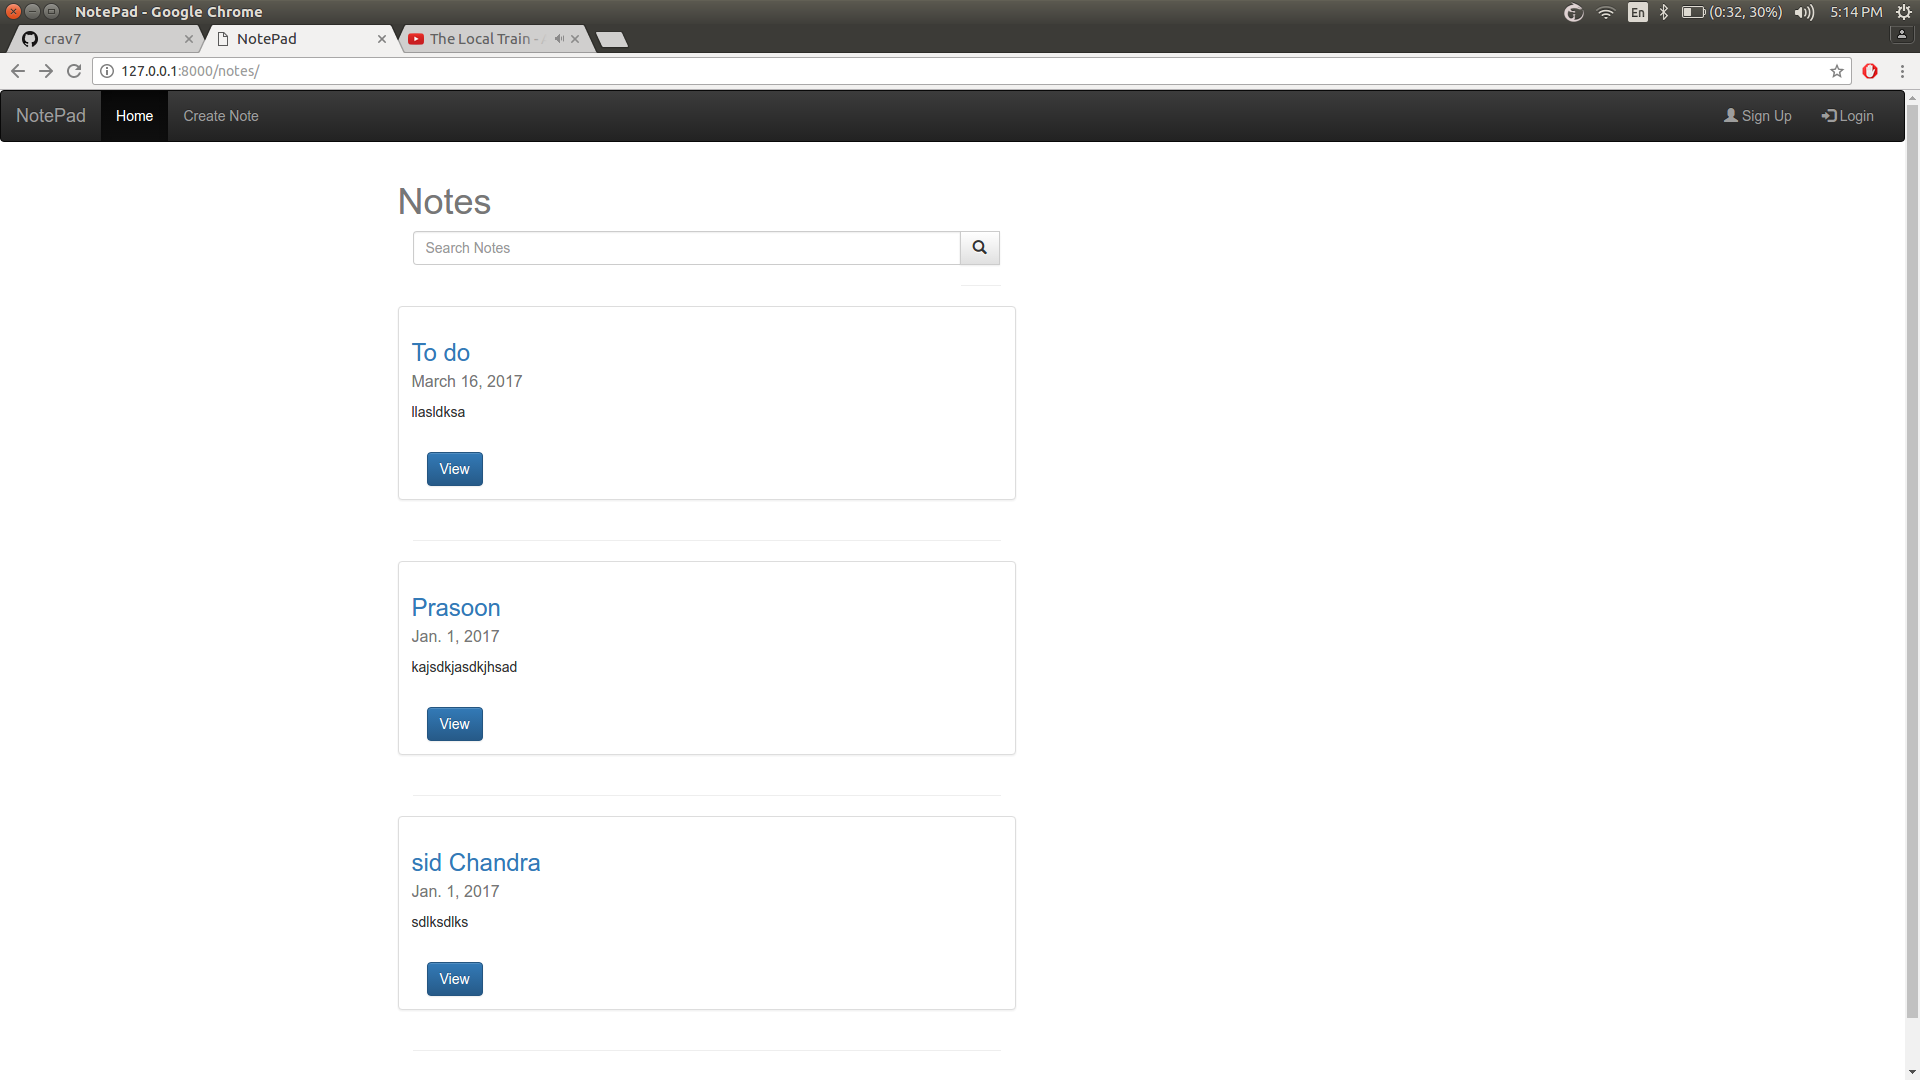 NotePad - Google Chrome
En
(0:32, 30%)
5:14 PM
crav7
NotePad
The Local Train -
127.0.0.1:8000/notes/
NotePad
Home
Create Note
Sign Up
Login
Notes
Search Notes
To do
March 16, 2017
llasldksa
View
Prasoon
Jan. 1, 2017
kajsdkjasdkjhsad
View
sid Chandra
Jan. 1, 2017
sdlksdlks
View